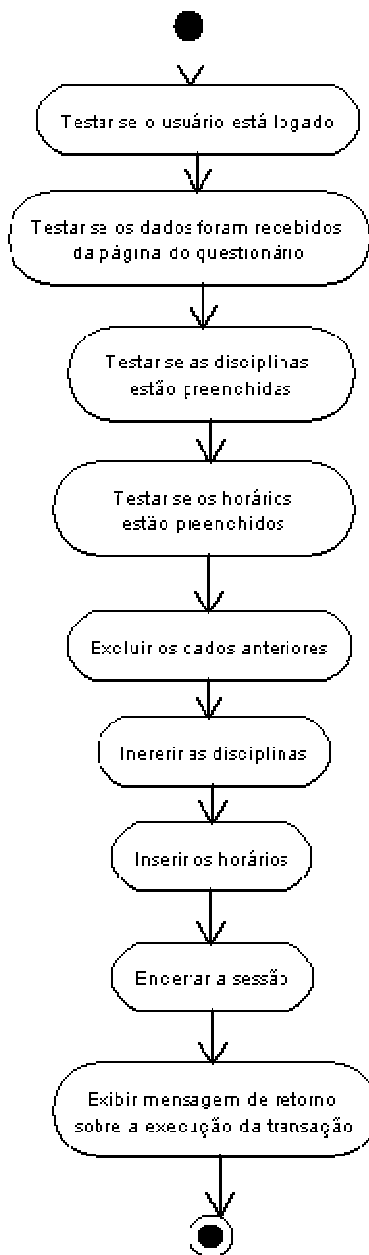 Testar se o usuário está logado
Testar se os dados foram recebidos
da página do questionário
Testar se as disciplinas
estão preenchidas
Testar se os horários
estão preenchidos
Excluir os dados anteriores
Inererir as disciplinas
Inserir os horários
Encerrar a sessão
Exibir mensagem de retorno
sobre a execução da transação